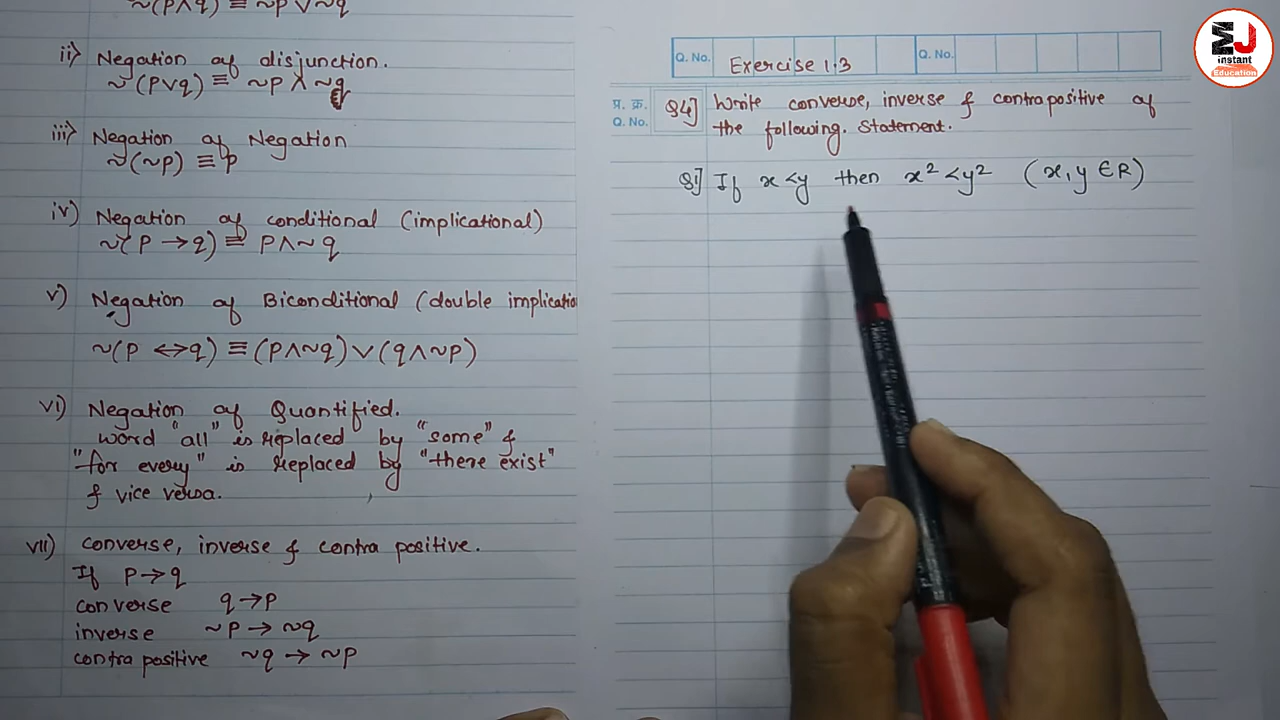 ~(P∧q) ≡ ~P∨~q
ii) Negation of disjunction.
~(P∨q) ≡ ~P ∧ ~q
iii) Negation of Negation
~(~P) ≡ P
iv) Negation of conditional (implicational)
~(P → q) ≡ P∧~q
v) Negation of Biconditional (double implicatio
~(P ↔ q) ≡ (P∧~q) ∨ (q∧~P)
vi) Negation of Quantified.
word "all" is replaced by "some" &
"for every" is replaced by "there exist"
& vice versa.
vii) Converse, inverse & contra positive.
If P → q
converse q → P
inverse ~P → ~q
contra positive ~q → ~P
Q. No. Exercise 1.3 Q. No.
प्र. क्र.
Q. No.
Q4] Write converse, inverse & contrapositive of
the following. Statement.
Q1] If x < y then x² < y² (x, y ∈ R)
MJ
instant
Education